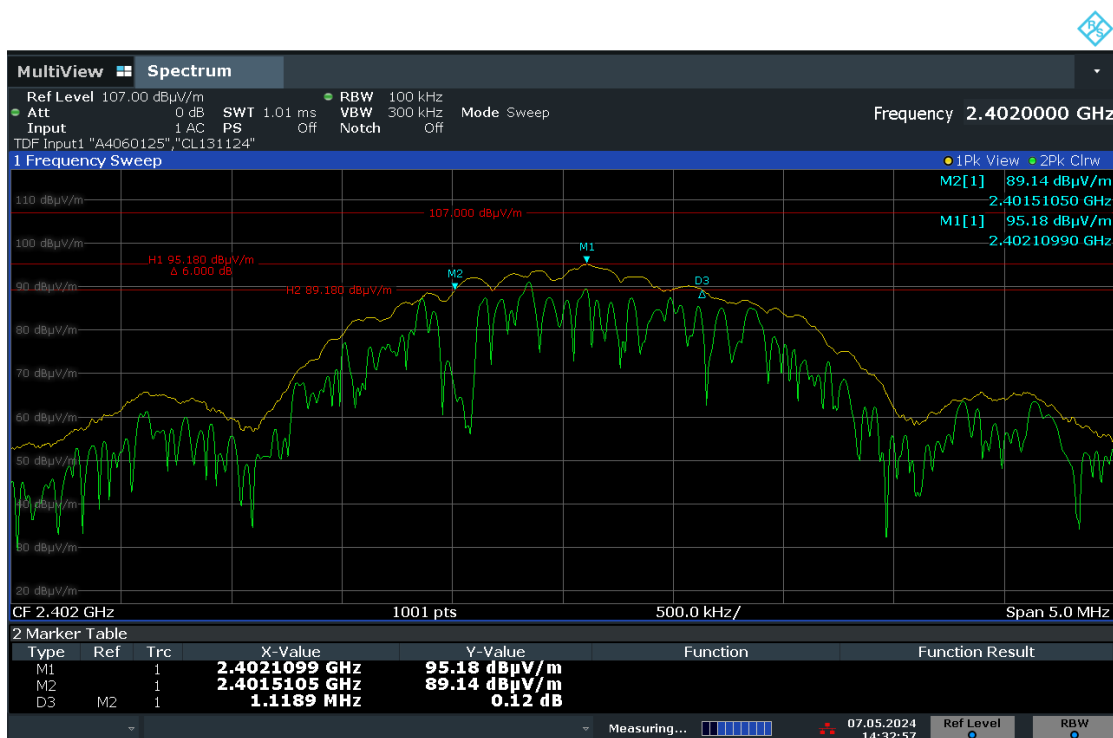 R&S
MultiView Spectrum
Ref Level 107.00 dBµV/m RBW 100 kHz
Att 0 dB SWT 1.01 ms VBW 300 kHz Mode Sweep Frequency 2.4020000 GHz
Input 1 AC PS Off Notch Off
TDF Input1 "A4060125","CL131124"
1 Frequency Sweep 1Pk View 2Pk Clrw
M2[1] 89.14 dBµV/m
2.40151050 GHz
M1[1] 95.18 dBµV/m
2.40210990 GHz
110 dBµV/m
107.000 dBµV/m
100 dBµV/m
M1
H1 95.180 dBµV/m
Δ 6.000 dB
M2
D3
90 dBµV/m
H2 89.180 dBµV/m
80 dBµV/m
70 dBµV/m
60 dBµV/m
50 dBµV/m
40 dBµV/m
30 dBµV/m
20 dBµV/m
CF 2.402 GHz 1001 pts 500.0 kHz/ Span 5.0 MHz
2 Marker Table
Type Ref Trc X-Value Y-Value Function Function Result
M1 1 2.4021099 GHz 95.18 dBµV/m
M2 1 2.4015105 GHz 89.14 dBµV/m
D3 M2 1 1.1189 MHz 0.12 dB
Measuring... 07.05.2024 Ref Level RBW
14:32:57